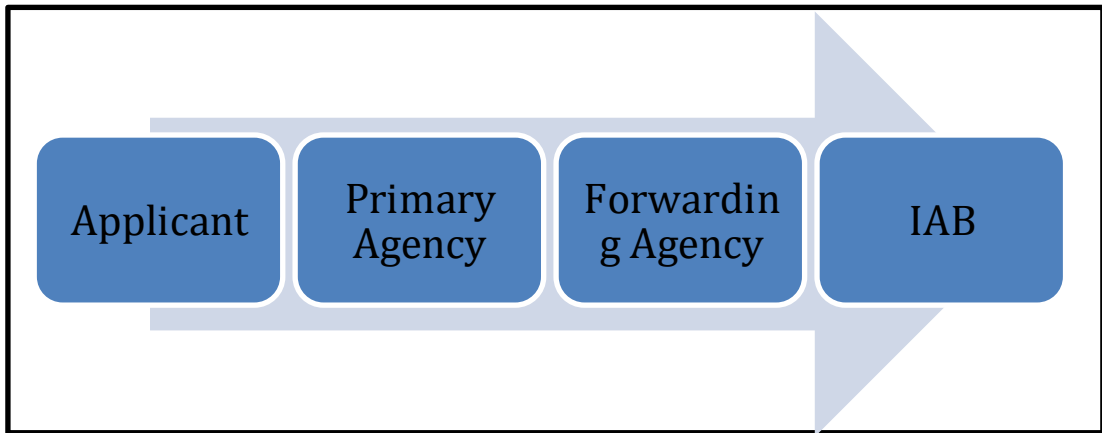 Applicant
Primary
Agency
Forwardin
g Agency
IAB